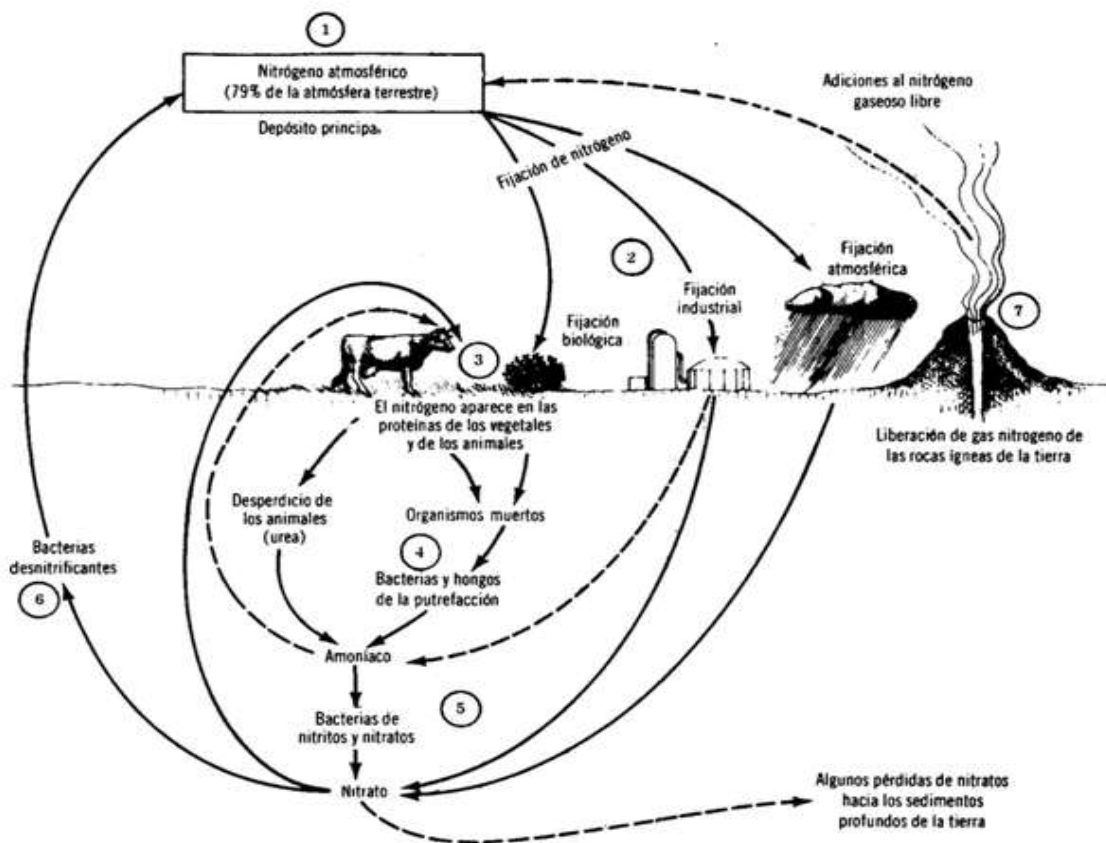 1
Nitrógeno atmosférico
(79% de la atmósfera terrestre)
Depósito principa
Adiciones al nitrógeno
gaseoso libre
Fijación de nitrógeno
2
Fijación
atmosférica
Fijación
industrial
7
Fijación
biológica
3
El nitrógeno aparece en las
proteínas de los vegetales
y de los animales
Liberación de gas nitrogeno de
las rocas ígneas de la tierra
Desperdicio de
los animales
(urea)
Organismos muertos
4
Bacterias y hongos
de la putrefacción
Bacterias
desnitrificantes
6
Amoníaco
5
Bacterias de
nitritos y nitratos
Nitrato
Algunos pérdidas de nitratos
hacia los sedimentos
profundos de la tierra